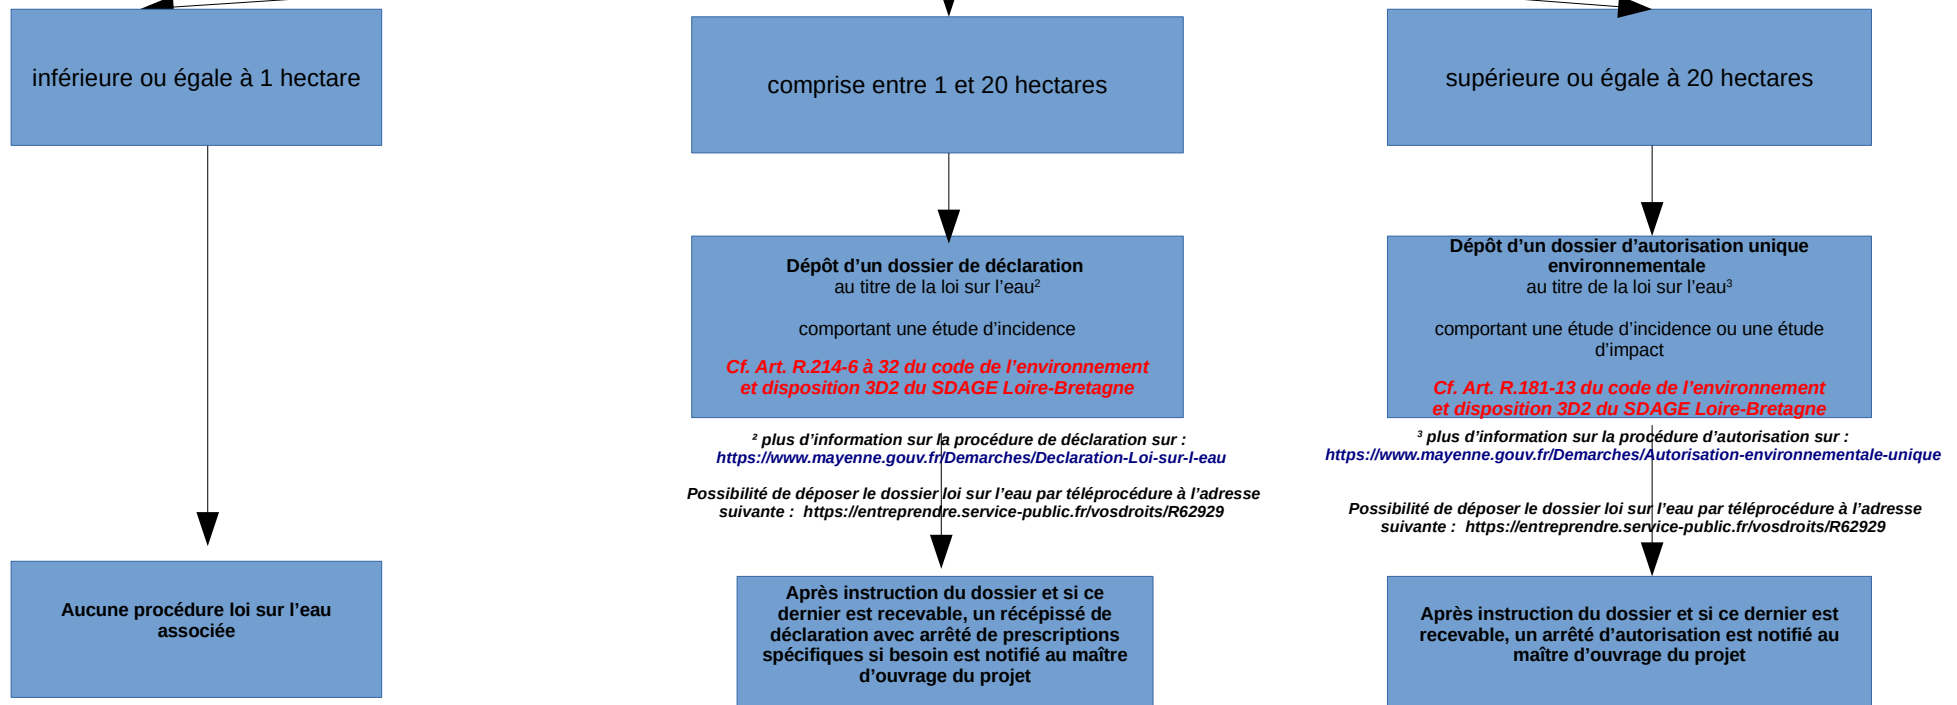 inférieure ou égale à 1 hectare
comprise entre 1 et 20 hectares
supérieure ou égale à 20 hectares
Dépôt d’un dossier de déclaration
au titre de la loi sur l’eau²
comportant une étude d’incidence
Cf. Art. R.214-6 à 32 du code de l’environnement
et disposition 3D2 du SDAGE Loire-Bretagne
Dépôt d’un dossier d’autorisation unique
environnementale
au titre de la loi sur l’eau³
comportant une étude d’incidence ou une étude
d’impact
Cf. Art. R.181-13 du code de l’environnement
et disposition 3D2 du SDAGE Loire-Bretagne
² plus d’information sur la procédure de déclaration sur :
https://www.mayenne.gouv.fr/Demarches/Declaration-Loi-sur-l-eau
Possibilité de déposer le dossier loi sur l’eau par téléprocédure à l’adresse
suivante :  https://entreprendre.service-public.fr/vosdroits/R62929
³ plus d’information sur la procédure d’autorisation sur :
https://www.mayenne.gouv.fr/Demarches/Autorisation-environnementale-unique
Possibilité de déposer le dossier loi sur l’eau par téléprocédure à l’adresse
suivante :  https://entreprendre.service-public.fr/vosdroits/R62929
Aucune procédure loi sur l’eau
associée
Après instruction du dossier et si ce
dernier est recevable, un récépissé de
déclaration avec arrêté de prescriptions
spécifiques si besoin est notifié au maître
d’ouvrage du projet
Après instruction du dossier et si ce dernier est
recevable, un arrêté d’autorisation est notifié au
maître d’ouvrage du projet